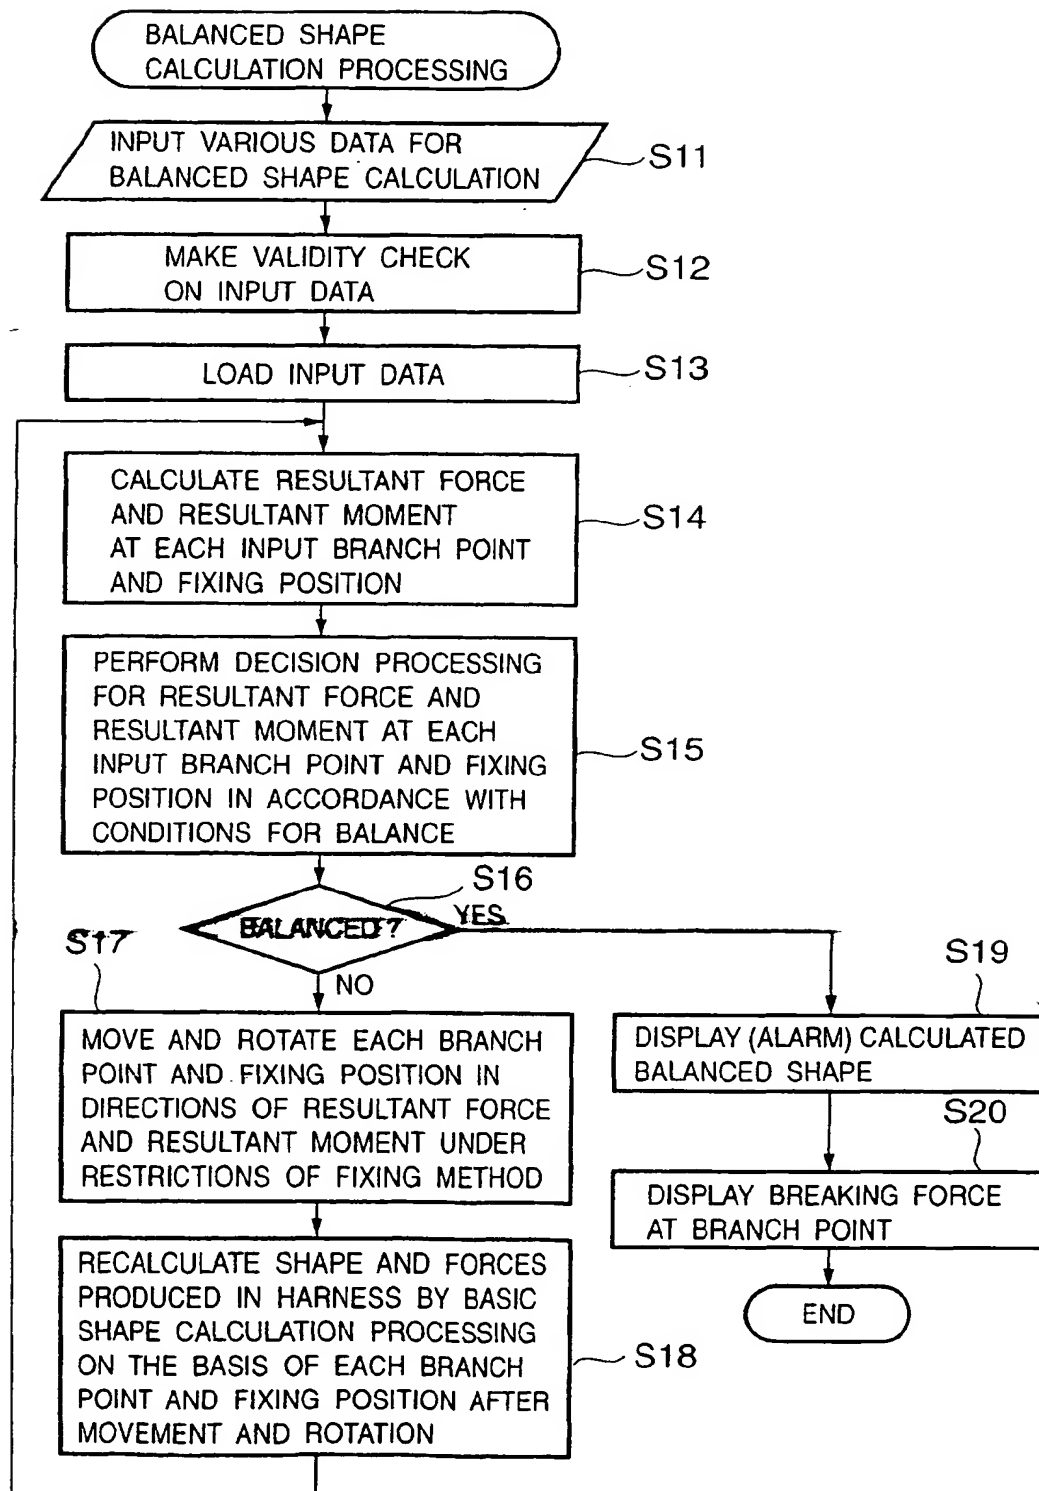 BALANCED SHAPE
CALCULATION PROCESSING
INPUT VARIOUS DATA FOR
BALANCED SHAPE CALCULATION
S11
MAKE VALIDITY CHECK
ON INPUT DATA
S12
LOAD INPUT DATA
S13
CALCULATE RESULTANT FORCE
AND RESULTANT MOMENT
AT EACH INPUT BRANCH POINT
AND FIXING POSITION
S14
PERFORM DECISION PROCESSING
FOR RESULTANT FORCE AND
RESULTANT MOMENT AT EACH
INPUT BRANCH POINT AND FIXING
POSITION IN ACCORDANCE WITH
CONDITIONS FOR BALANCE
S15
S16
BALANCED?
YES
NO
S17
MOVE AND ROTATE EACH BRANCH
POINT AND FIXING POSITION IN
DIRECTIONS OF RESULTANT FORCE
AND RESULTANT MOMENT UNDER
RESTRICTIONS OF FIXING METHOD
RECALCULATE SHAPE AND FORCES
PRODUCED IN HARNESS BY BASIC
SHAPE CALCULATION PROCESSING
ON THE BASIS OF EACH BRANCH
POINT AND FIXING POSITION AFTER
MOVEMENT AND ROTATION
S18
S19
DISPLAY (ALARM) CALCULATED
BALANCED SHAPE
S20
DISPLAY BREAKING FORCE
AT BRANCH POINT
END